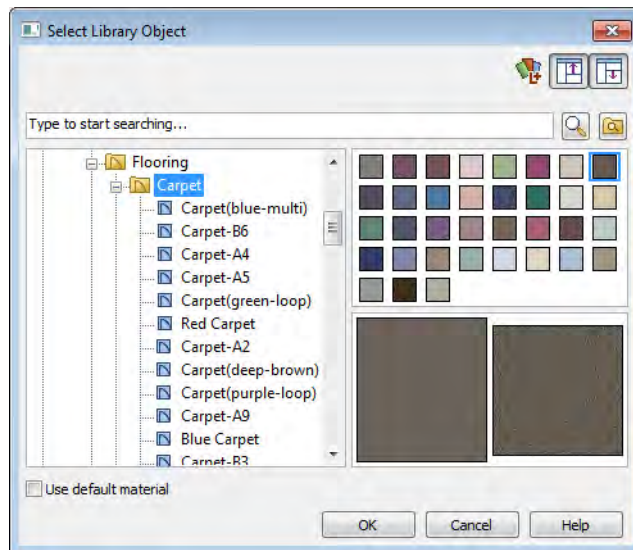 Select Library Object
Type to start searching...
Flooring
Carpet
Carpet(blue-multi)
Carpet-B6
Carpet-A4
Carpet-A5
Carpet(green-loop)
Red Carpet
Carpet-A2
Carpet(deep-brown)
Carpet(purple-loop)
Carpet-A9
Blue Carpet
Carpet-B3
Use default material
OK Cancel Help